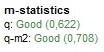 m-statistics
q: Good (0,622)
q-m2: Good (0,708)